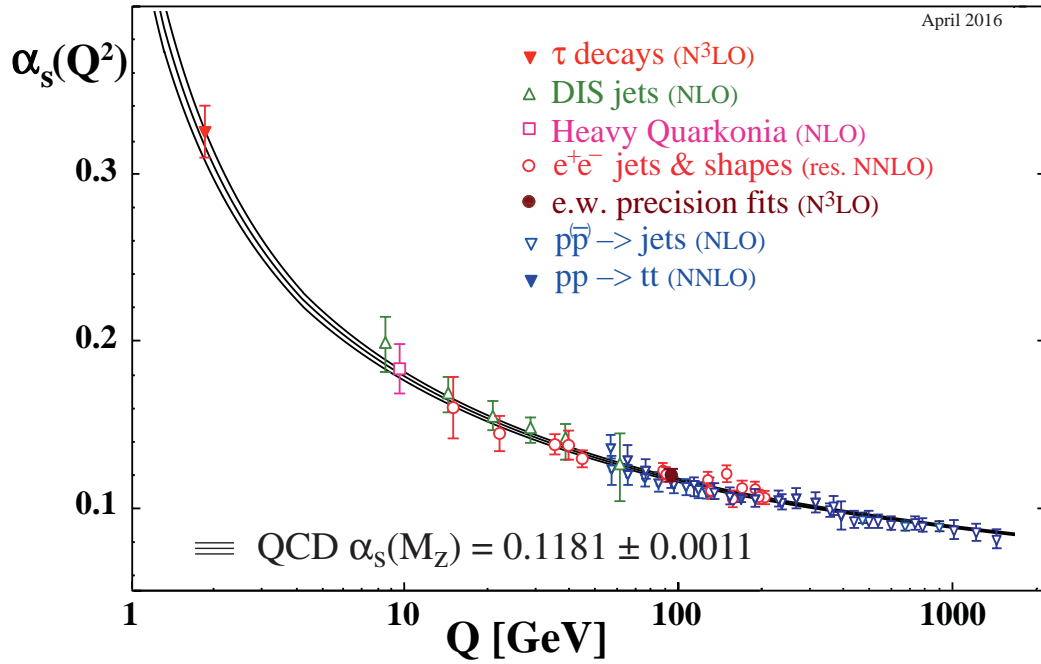 April 2016
αs(Q²)
τ decays (N³LO)
DIS jets (NLO)
Heavy Quarkonia (NLO)
e⁺e⁻ jets & shapes (res. NNLO)
e.w. precision fits (N³LO)
p(p̅) –> jets (NLO)
pp –> tt (NNLO)
0.3
0.2
0.1
QCD αs(Mz) = 0.1181 ± 0.0011
1 10 100 1000
Q [GeV]